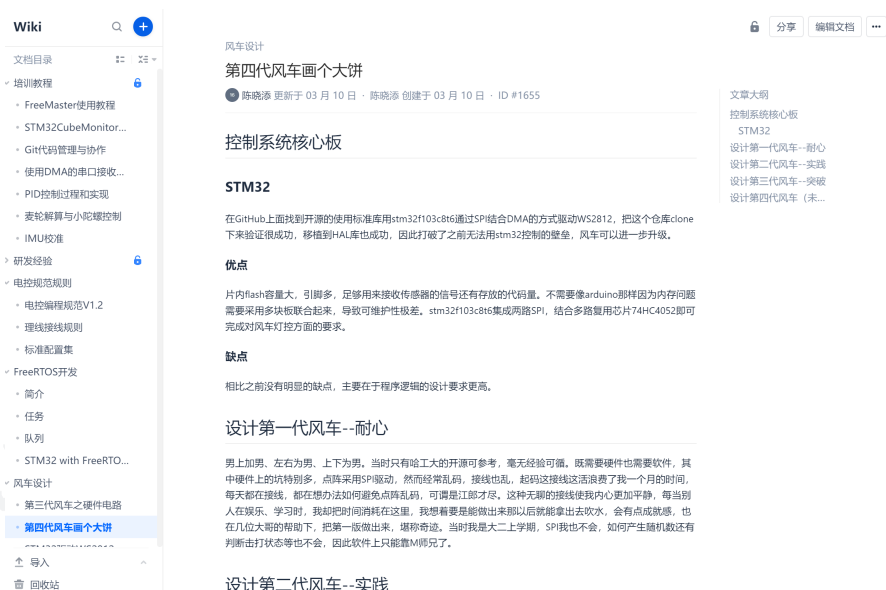 Wiki
文档目录
培训教程
FreeMaster使用教程
STM32CubeMonitor...
Git代码管理与协作
使用DMA的串口接收...
PID控制过程和实现
麦轮解算与小陀螺控制
IMU校准
研发经验
电控规范规则
电控编程规范V1.2
理线接线规则
标准配置集
FreeRTOS开发
简介
任务
队列
STM32 with FreeRTO...
风车设计
第三代风车之硬件电路
第四代风车画个大饼
导入
回收站
分享
编辑文档
风车设计
第四代风车画个大饼
陈晓添 更新于 03 月 10 日 · 陈晓添 创建于 03 月 10 日 · ID #1655
控制系统核心板
STM32
在GitHub上面找到开源的使用标准库用stm32f103c8t6通过SPI结合DMA的方式驱动WS2812，把这个仓库clone
下来验证很成功，移植到HAL库也成功，因此打破了之前无法用stm32控制的壁垒，风车可以进一步升级。
优点
片内flash容量大，引脚多，足够用来接收传感器的信号还有存放的代码量。不需要像arduino那样因为内存问题
需要采用多块板联合起来，导致可维护性极差。stm32f103c8t6集成两路SPI，结合多路复用芯片74HC4052即可
完成对风车灯控方面的要求。
缺点
相比之前没有明显的缺点，主要在于程序逻辑的设计要求更高。
设计第一代风车--耐心
男上加男、左右为男、上下为男。当时只有哈工大的开源可参考，毫无经验可循。既需要硬件也需要软件，其
中硬件上的坑特别多，点阵采用SPI驱动，然而经常乱码，接线也乱，起码这接线这活浪费了我一个月的时间，
每天都在接线，都在想办法如何避免点阵乱码，可谓是江郎才尽。这种无聊的接线使我内心更加平静，每当别
人在娱乐、学习时，我却把时间消耗在这里，我想着要是能做出来那以后就能拿出去吹水，会有点成就感，也
在几位大哥的帮助下，把第一版做出来，堪称奇迹。当时我是大二上学期，SPI我也不会，如何产生随机数还有
判断击打状态等也不会，因此软件上只能靠M师兄了。
设计第二代风车--实践
文章大纲
控制系统核心板
STM32
设计第一代风车--耐心
设计第二代风车--实践
设计第三代风车--突破
设计第四代风车（未...